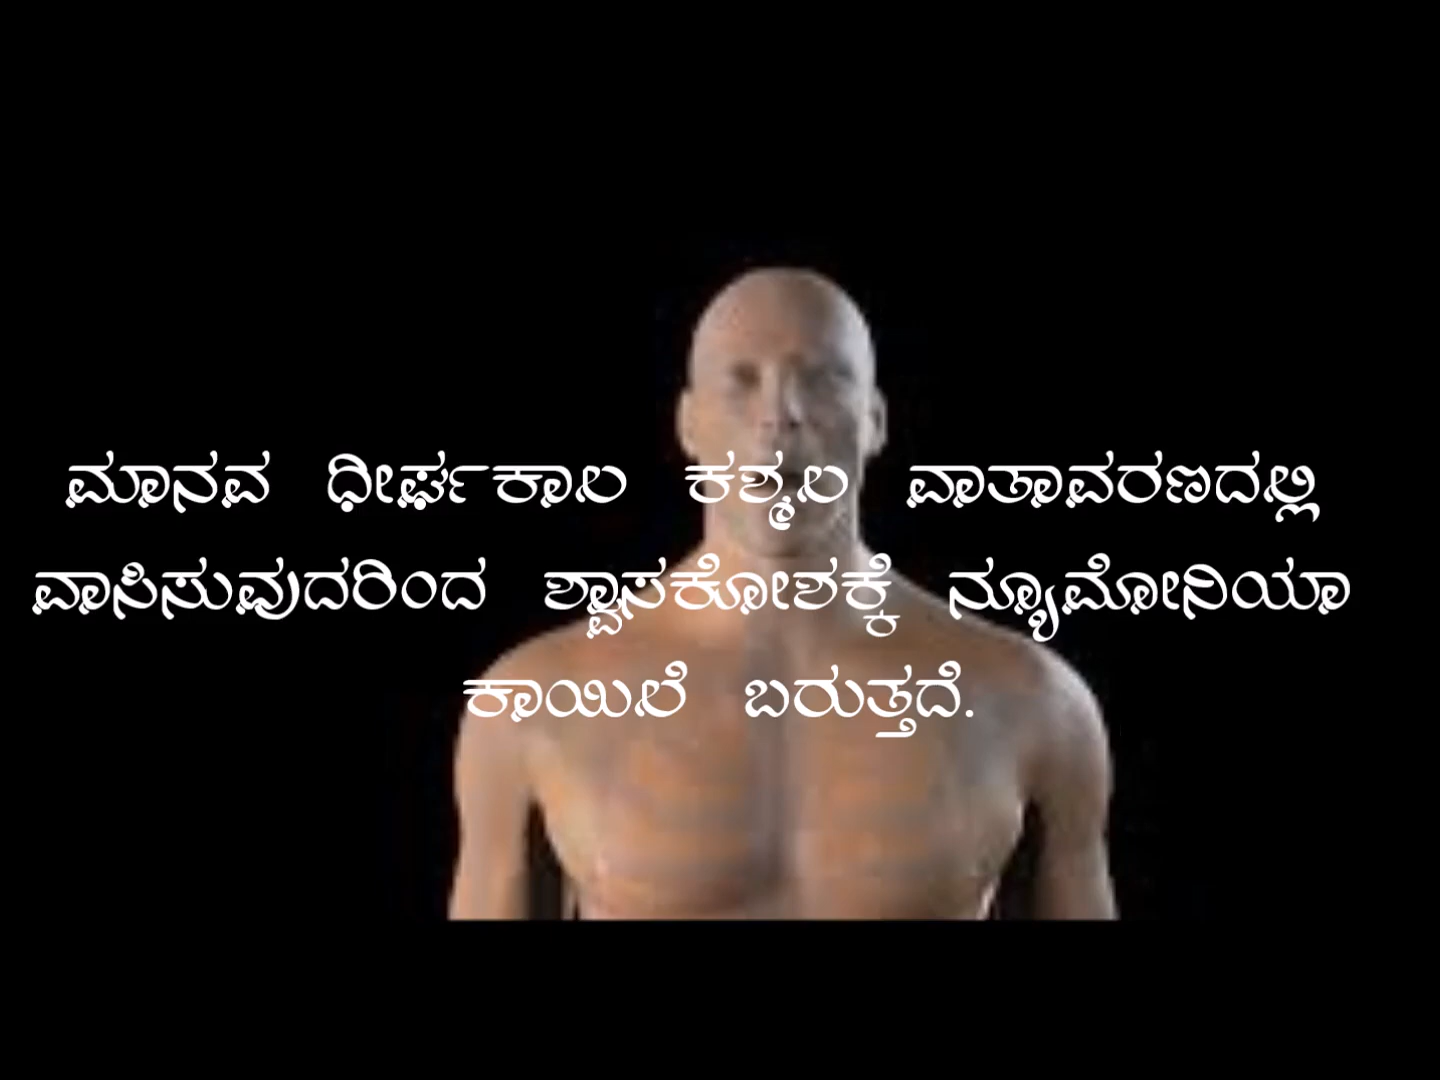 ಮಾನವ ಧೀರ್ಘಕಾಲ ಕಶ್ಮಲ ವಾತಾವರಣದಲ್ಲಿ
ವಾಸಿಸುವುದರಿಂದ ಶ್ವಾಸಕೋಶಕ್ಕೆ ನ್ಯೂಮೋನಿಯಾ
ಕಾಯಿಲೆ ಬರುತ್ತದೆ.